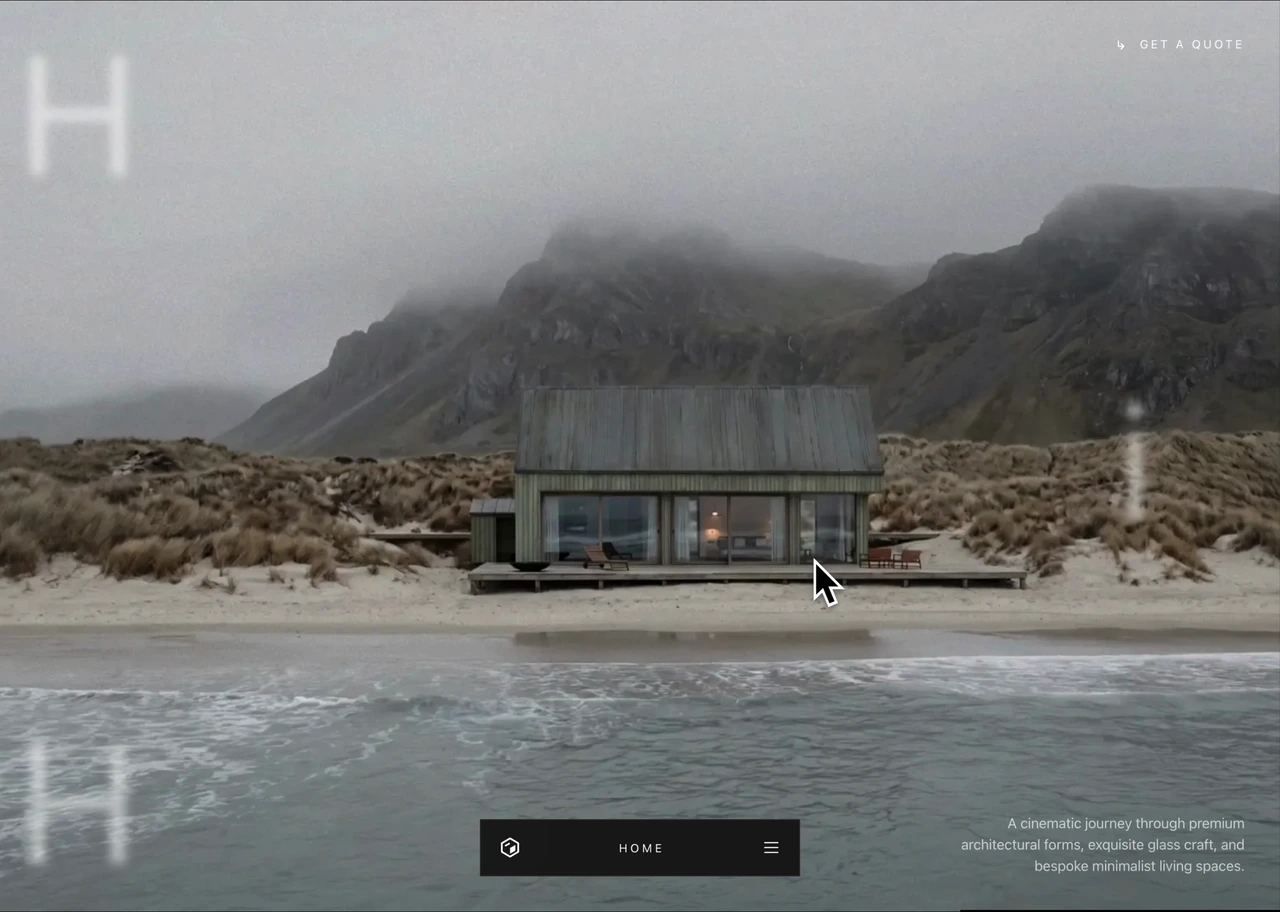 H
GET A QUOTE
i
H
HOME
A cinematic journey through premium
architectural forms, exquisite glass craft, and
bespoke minimalist living spaces.